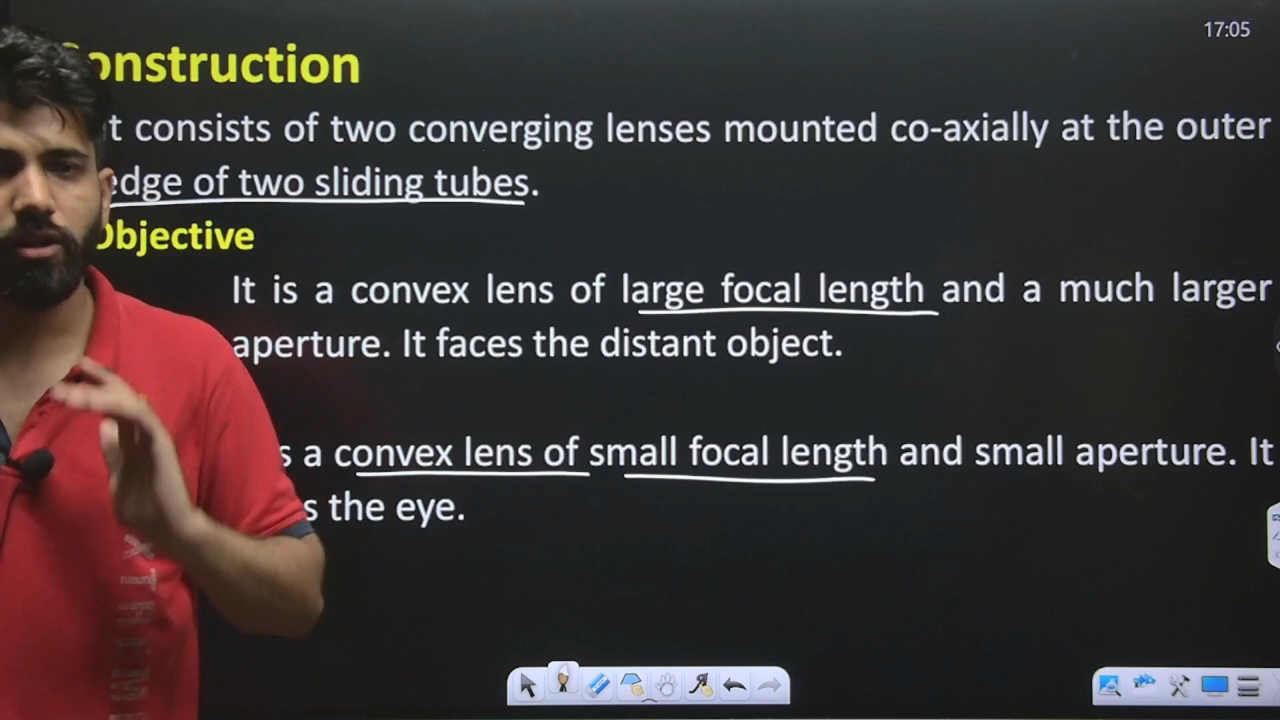 17:05
onstruction
t consists of two converging lenses mounted co-axially at the outer
edge of two sliding tubes.
Objective
It is a convex lens of large focal length and a much larger
aperture. It faces the distant object.
s a convex lens of small focal length and small aperture. It
s the eye.
XTREM